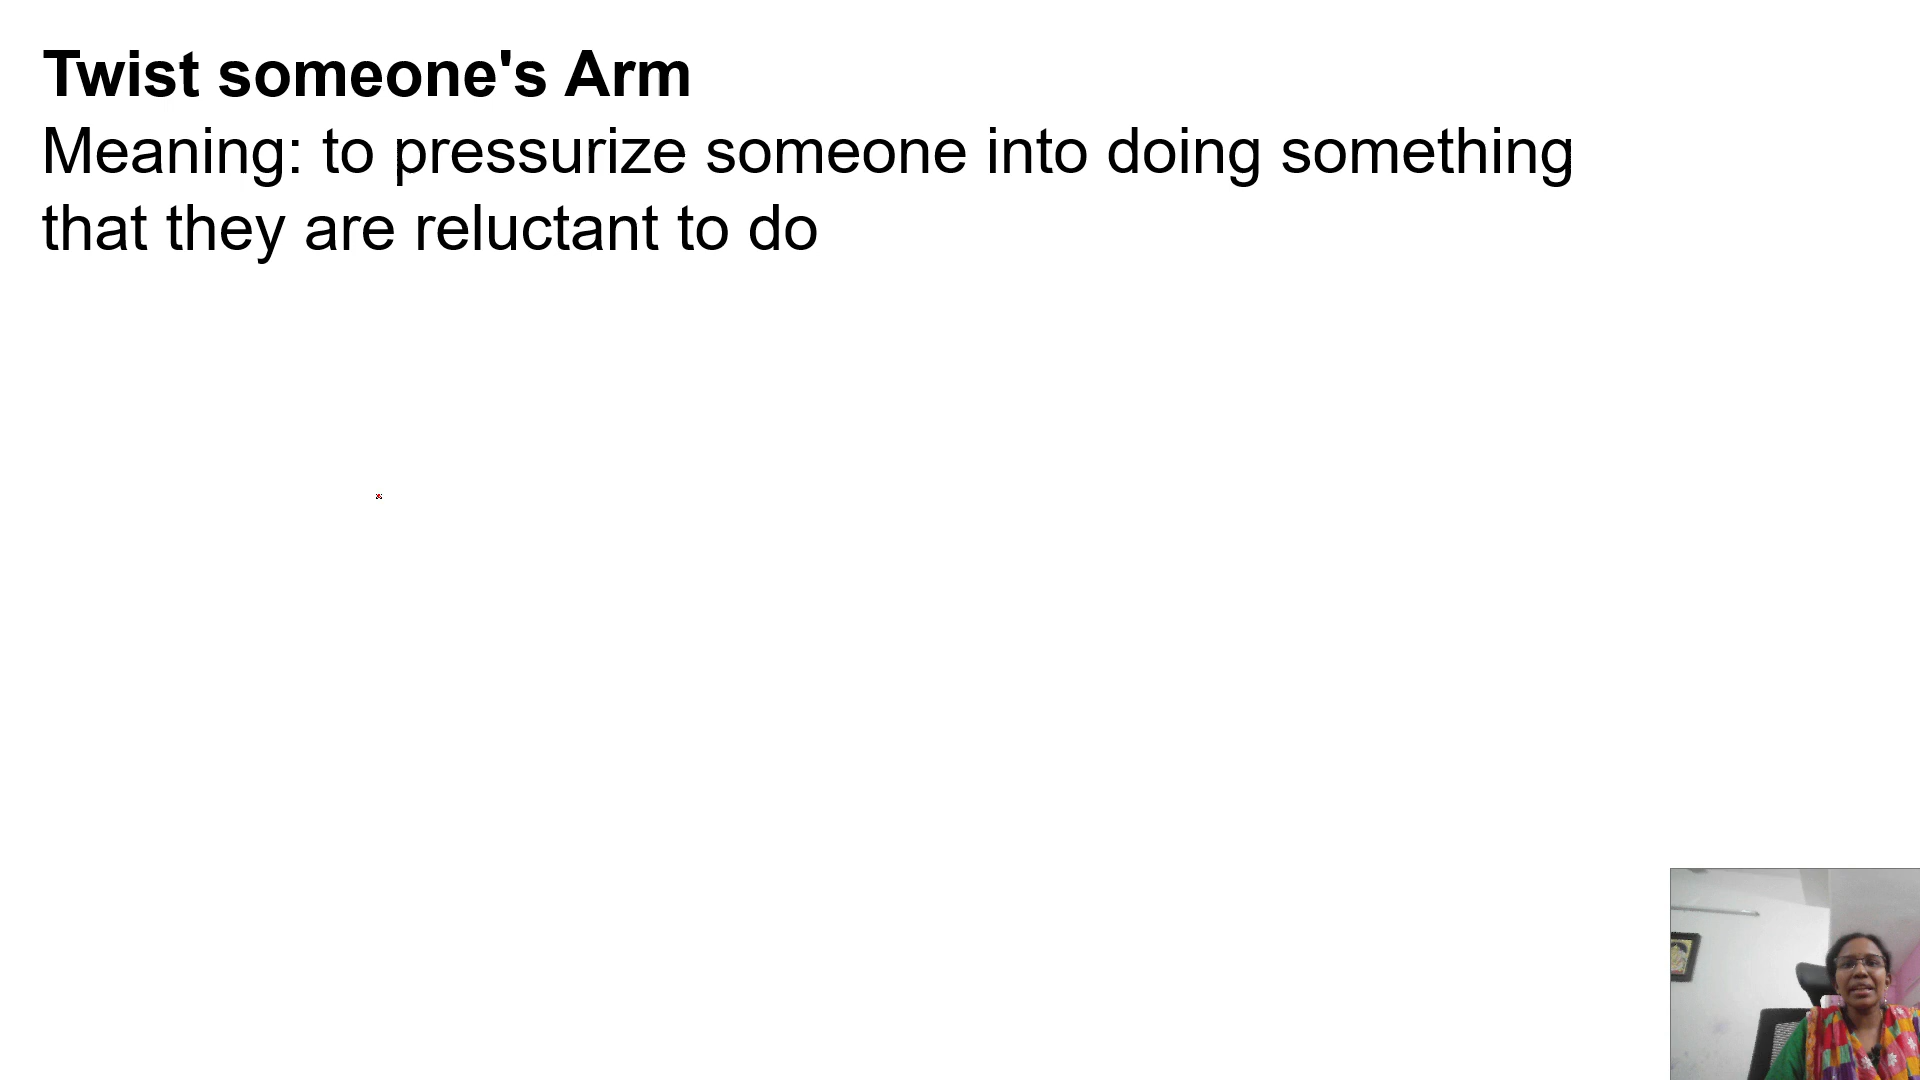 Twist someone's Arm
Meaning: to pressurize someone into doing something
that they are reluctant to do